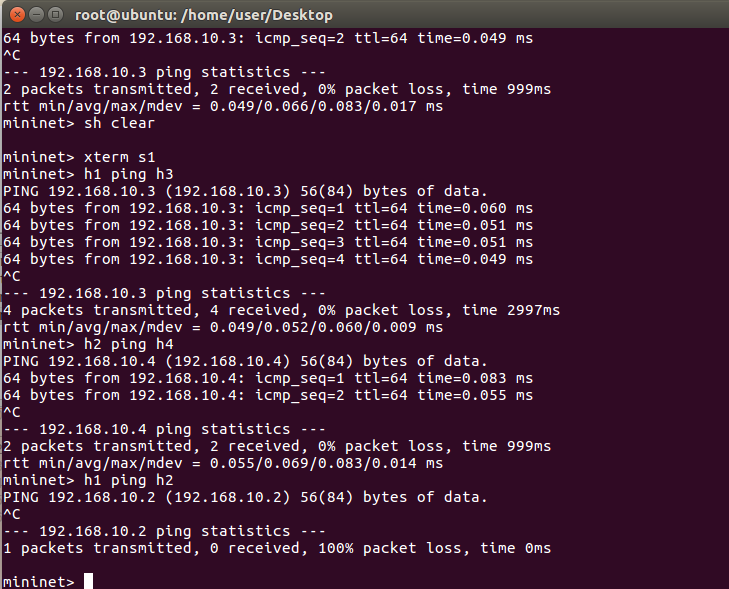 root@ubuntu: /home/user/Desktop
64 bytes from 192.168.10.3: icmp_seq=2 ttl=64 time=0.049 ms
^C
--- 192.168.10.3 ping statistics ---
2 packets transmitted, 2 received, 0% packet loss, time 999ms
rtt min/avg/max/mdev = 0.049/0.066/0.083/0.017 ms
mininet> sh clear
mininet> xterm s1
mininet> h1 ping h3
PING 192.168.10.3 (192.168.10.3) 56(84) bytes of data.
64 bytes from 192.168.10.3: icmp_seq=1 ttl=64 time=0.060 ms
64 bytes from 192.168.10.3: icmp_seq=2 ttl=64 time=0.051 ms
64 bytes from 192.168.10.3: icmp_seq=3 ttl=64 time=0.051 ms
64 bytes from 192.168.10.3: icmp_seq=4 ttl=64 time=0.049 ms
^C
--- 192.168.10.3 ping statistics ---
4 packets transmitted, 4 received, 0% packet loss, time 2997ms
rtt min/avg/max/mdev = 0.049/0.052/0.060/0.009 ms
mininet> h2 ping h4
PING 192.168.10.4 (192.168.10.4) 56(84) bytes of data.
64 bytes from 192.168.10.4: icmp_seq=1 ttl=64 time=0.083 ms
64 bytes from 192.168.10.4: icmp_seq=2 ttl=64 time=0.055 ms
^C
--- 192.168.10.4 ping statistics ---
2 packets transmitted, 2 received, 0% packet loss, time 999ms
rtt min/avg/max/mdev = 0.055/0.069/0.083/0.014 ms
mininet> h1 ping h2
PING 192.168.10.2 (192.168.10.2) 56(84) bytes of data.
^C
--- 192.168.10.2 ping statistics ---
1 packets transmitted, 0 received, 100% packet loss, time 0ms
mininet>